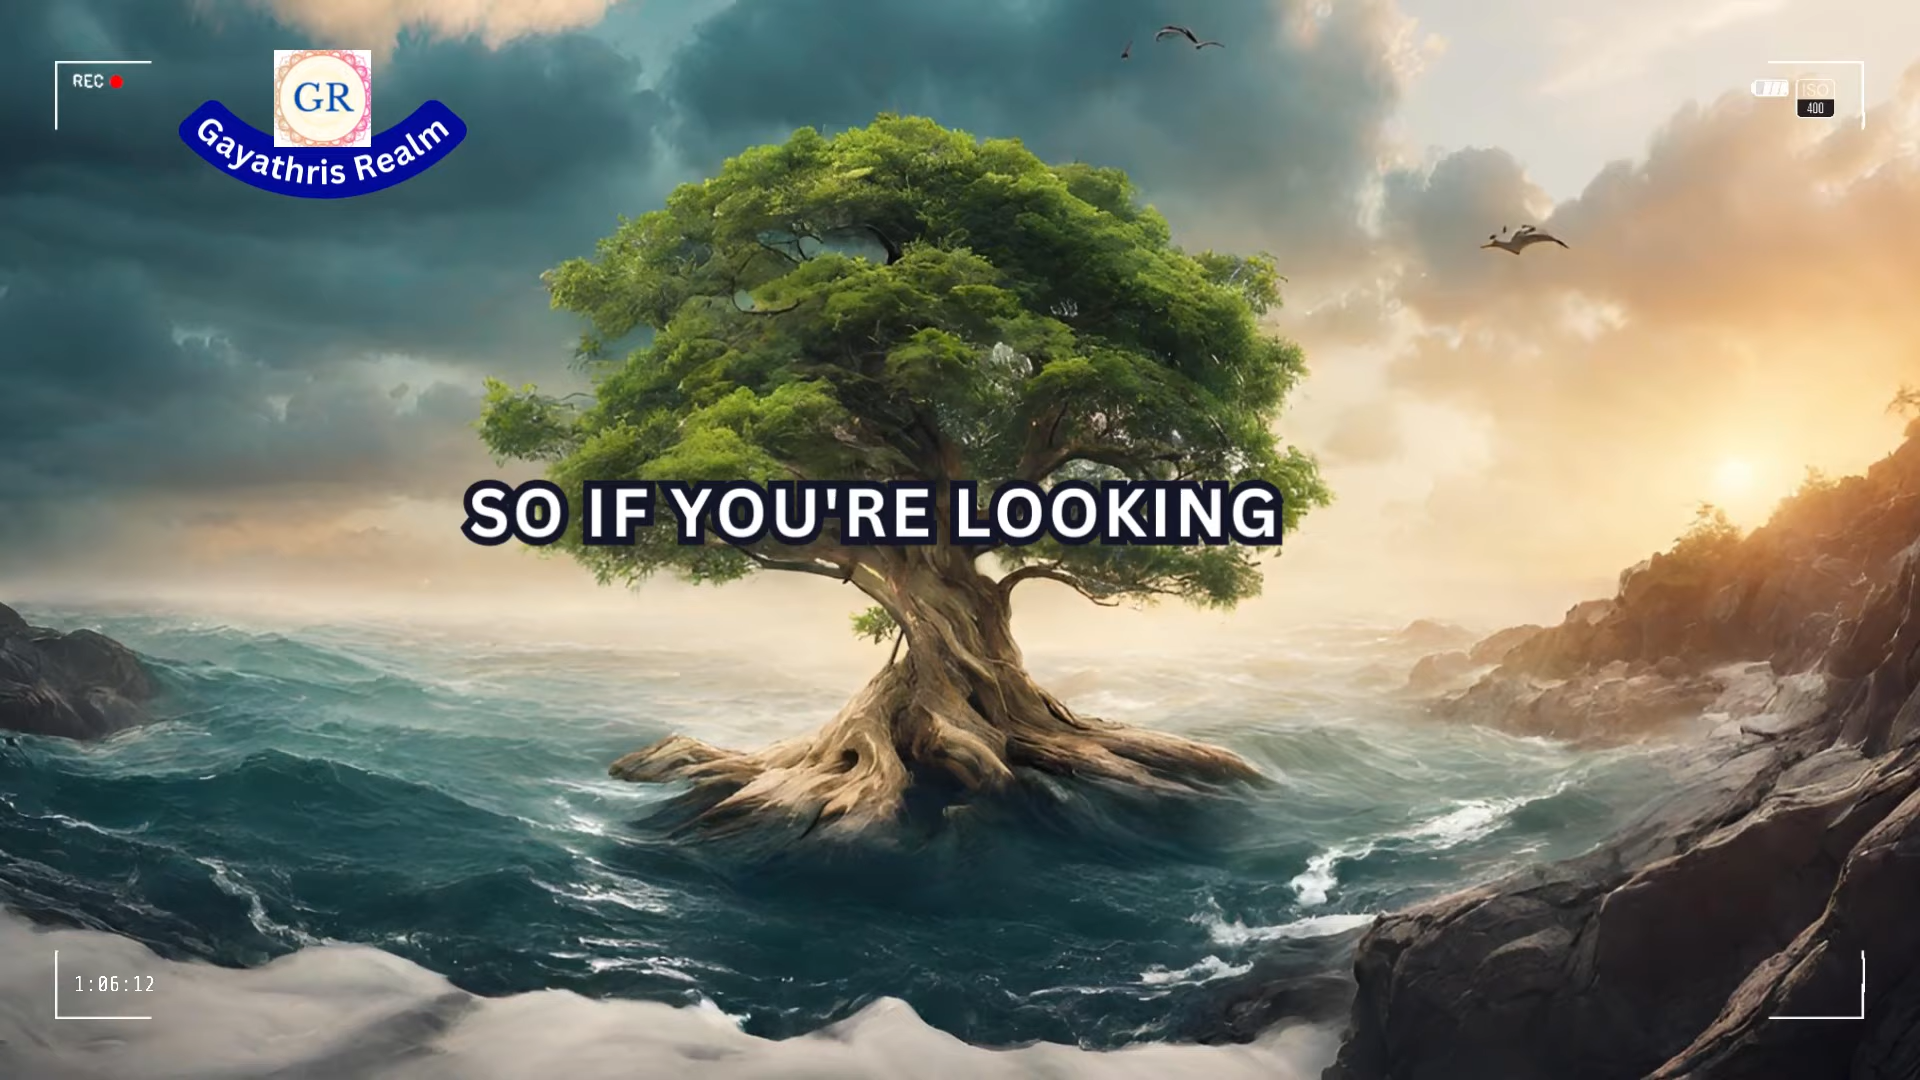 REC
GR
Gayathris Realm
ISO
400
SO IF YOU'RE LOOKING
1:06:12